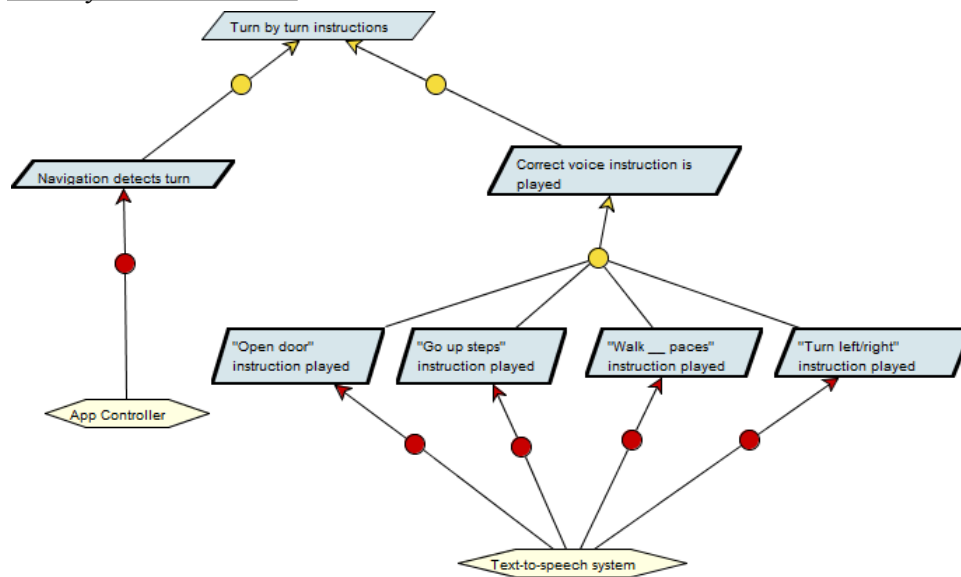 Turn by turn instructions
Navigation detects turn
Correct voice instruction is
played
"Open door"
instruction played
"Go up steps"
instruction played
"Walk __ paces"
instruction played
"Turn left/right"
instruction played
App Controller
Text-to-speech system